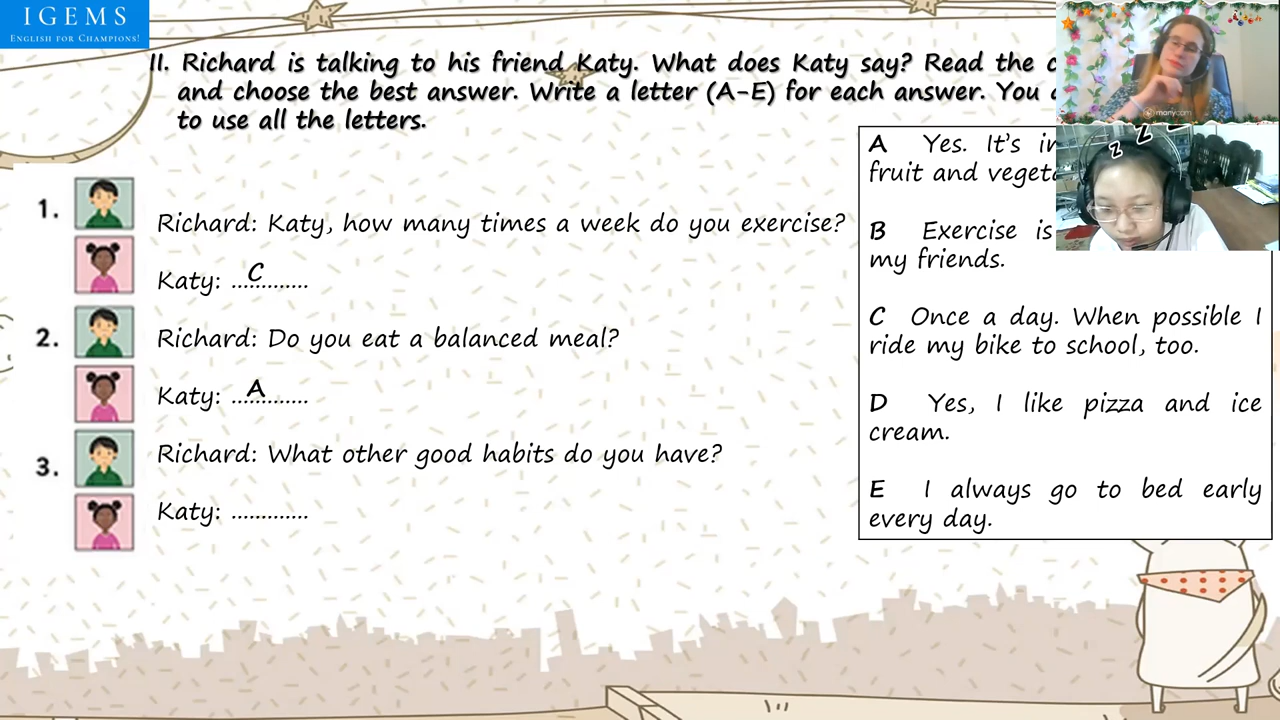 IGEMS
ENGLISH FOR CHAMPIONS!
II. Richard is talking to his friend Katy. What does Katy say? Read the
and choose the best answer. Write a letter (A-E) for each answer. You
to use all the letters.
1.
Richard: Katy, how many times a week do you exercise?
Katy: ....C.........
2.
Richard: Do you eat a balanced meal?
Katy: ....A.........
3.
Richard: What other good habits do you have?
Katy: .............
A Yes. It's
fruit and
B Exercise is
my friends.
C Once a day. When possible I
ride my bike to school, too.
D Yes, I like pizza and ice
cream.
E I always go to bed early
every day.
manycam
z z